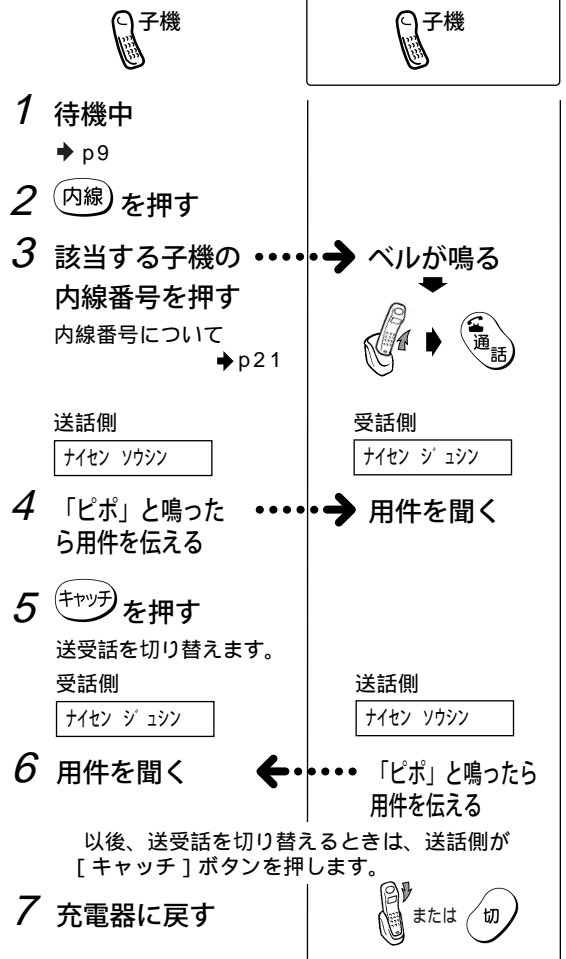 子機
子機
1 待機中
➧ p9
2 内線 を押す
3 該当する子機の
内線番号を押す
内線番号について
➧p21
ベルが鳴る
通話
送話側
ﾅｲｾﾝ ｿｳｼﾝ
受話側
ﾅｲｾﾝ ｼﾞｭｼﾝ
4 「ピポ」と鳴った
ら用件を伝える
用件を聞く
5 キャッチ を押す
送受話を切り替えます。
受話側
ﾅｲｾﾝ ｼﾞｭｼﾝ
送話側
ﾅｲｾﾝ ｿｳｼﾝ
6 用件を聞く
「ピポ」と鳴ったら
用件を伝える
以後、送受話を切り替えるときは、送話側が
[ キャッチ ] ボタンを押します。
7 充電器に戻す
または 切